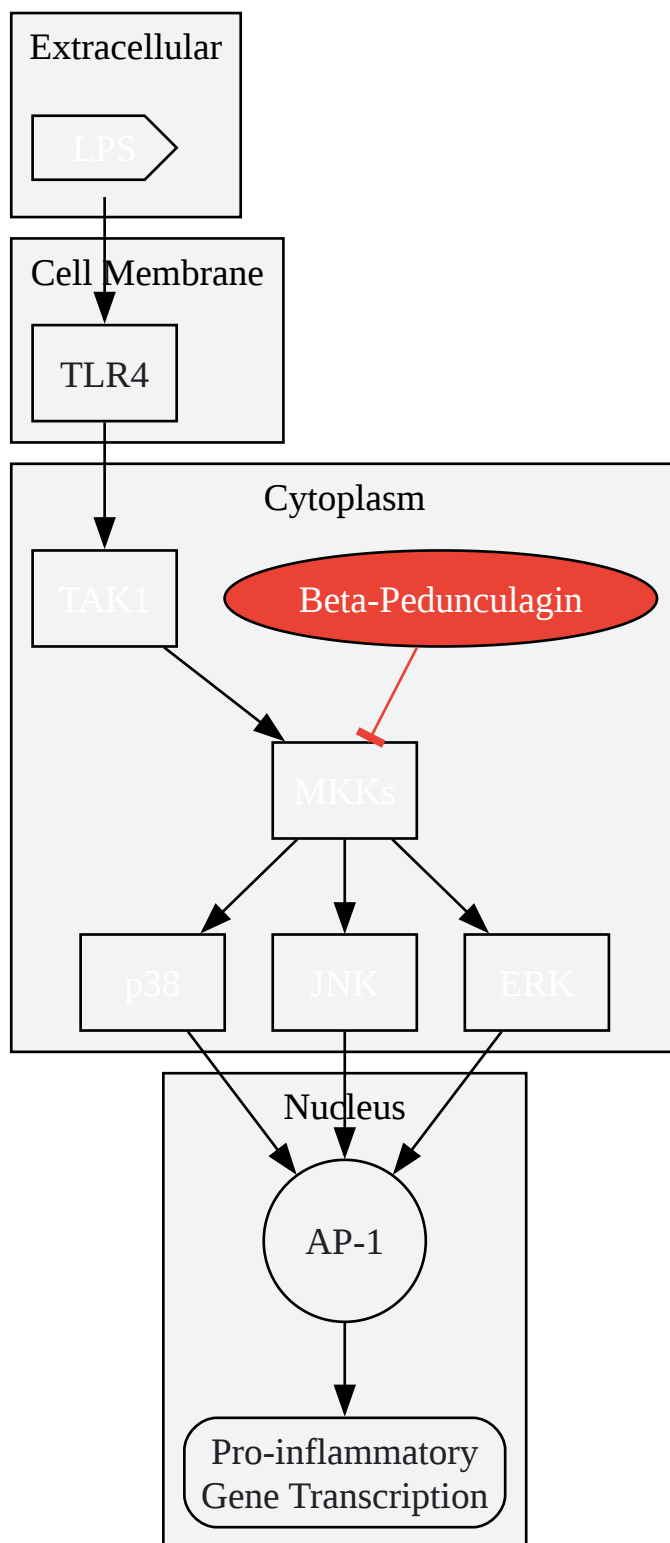 Extracellular
LPS
Cell Membrane
TLR4
Cytoplasm
TAK1
Beta-Pedunculagin
MKKs
p38
JNK
ERK
Nucleus
AP-1
Pro-inflammatory
Gene Transcription